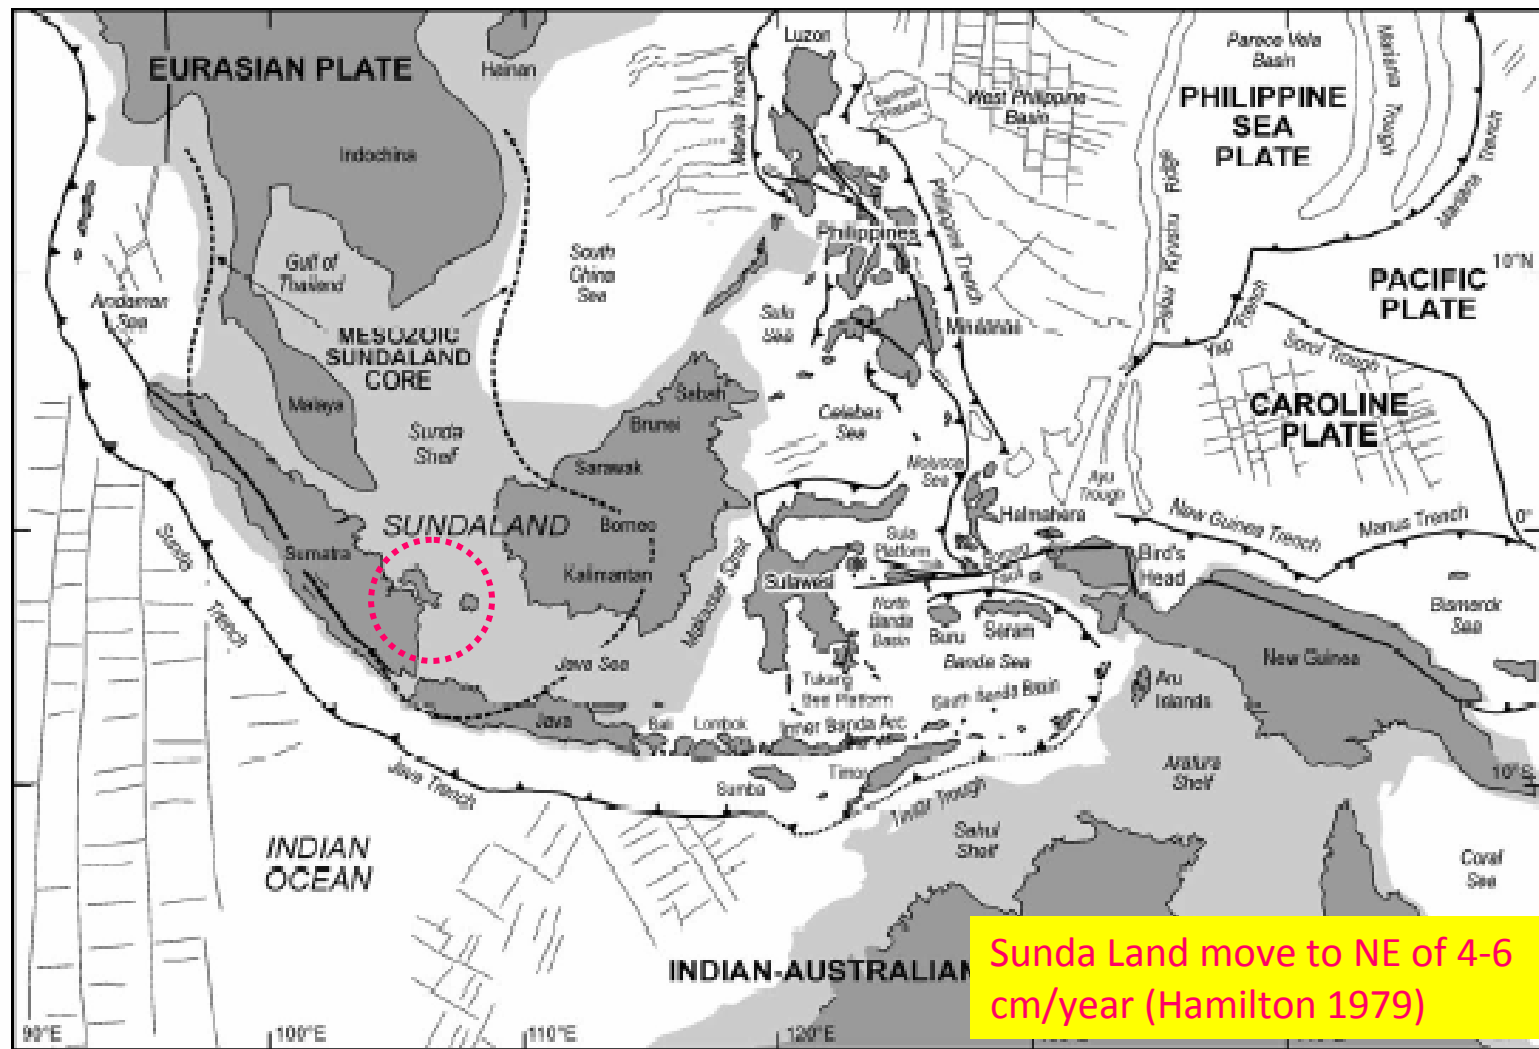 EURASIAN PLATE
Hainan
Luzon
Manila Trench
West Philippine
Basin
Parece Vela
Basin
Mariana
Trough
PHILIPPINE
SEA
PLATE
Mariana Trench
Indochina
Ridge
Kyushu
Palau
Philippine Trench
Philippines
Gulf of
Thailand
South
China
Sea
10°N
PACIFIC
PLATE
Andaman
Sea
Sulu
Sea
Mindanao
MESOZOIC
SUNDALAND
CORE
Yap
Trench
Sorol Trough
Malaya
Sabah
Brunei
Celebes
Sea
CAROLINE
PLATE
Sunda
Shelf
Sarawak
Molucca
Sea
Ayu
Trough
SUNDALAND
Borneo
Halmahera
New Guinea Trench
Manus Trench
0°
Sunda
Trench
Sumatra
Kalimantan
Makassar Strait
Sulawesi
Sula
Platform
Sorong
Fault
Bird's
Head
Bismarck
Sea
North
Banda
Basin
Buru
Seram
Java Sea
Banda Sea
New Guinea
Tukang
Besi Platform
South Banda Basin
Aru
Islands
Java
Bali
Lombok
Inner Banda Arc
Java Trench
Sumba
Timor
Timor Trough
Arafura
Shelf
10°S
INDIAN
OCEAN
Sahul
Shelf
Coral
Sea
INDIAN-AUSTRALIAN
Sunda Land move to NE of 4-6
cm/year (Hamilton 1979)
90°E
100°E
110°E
120°E